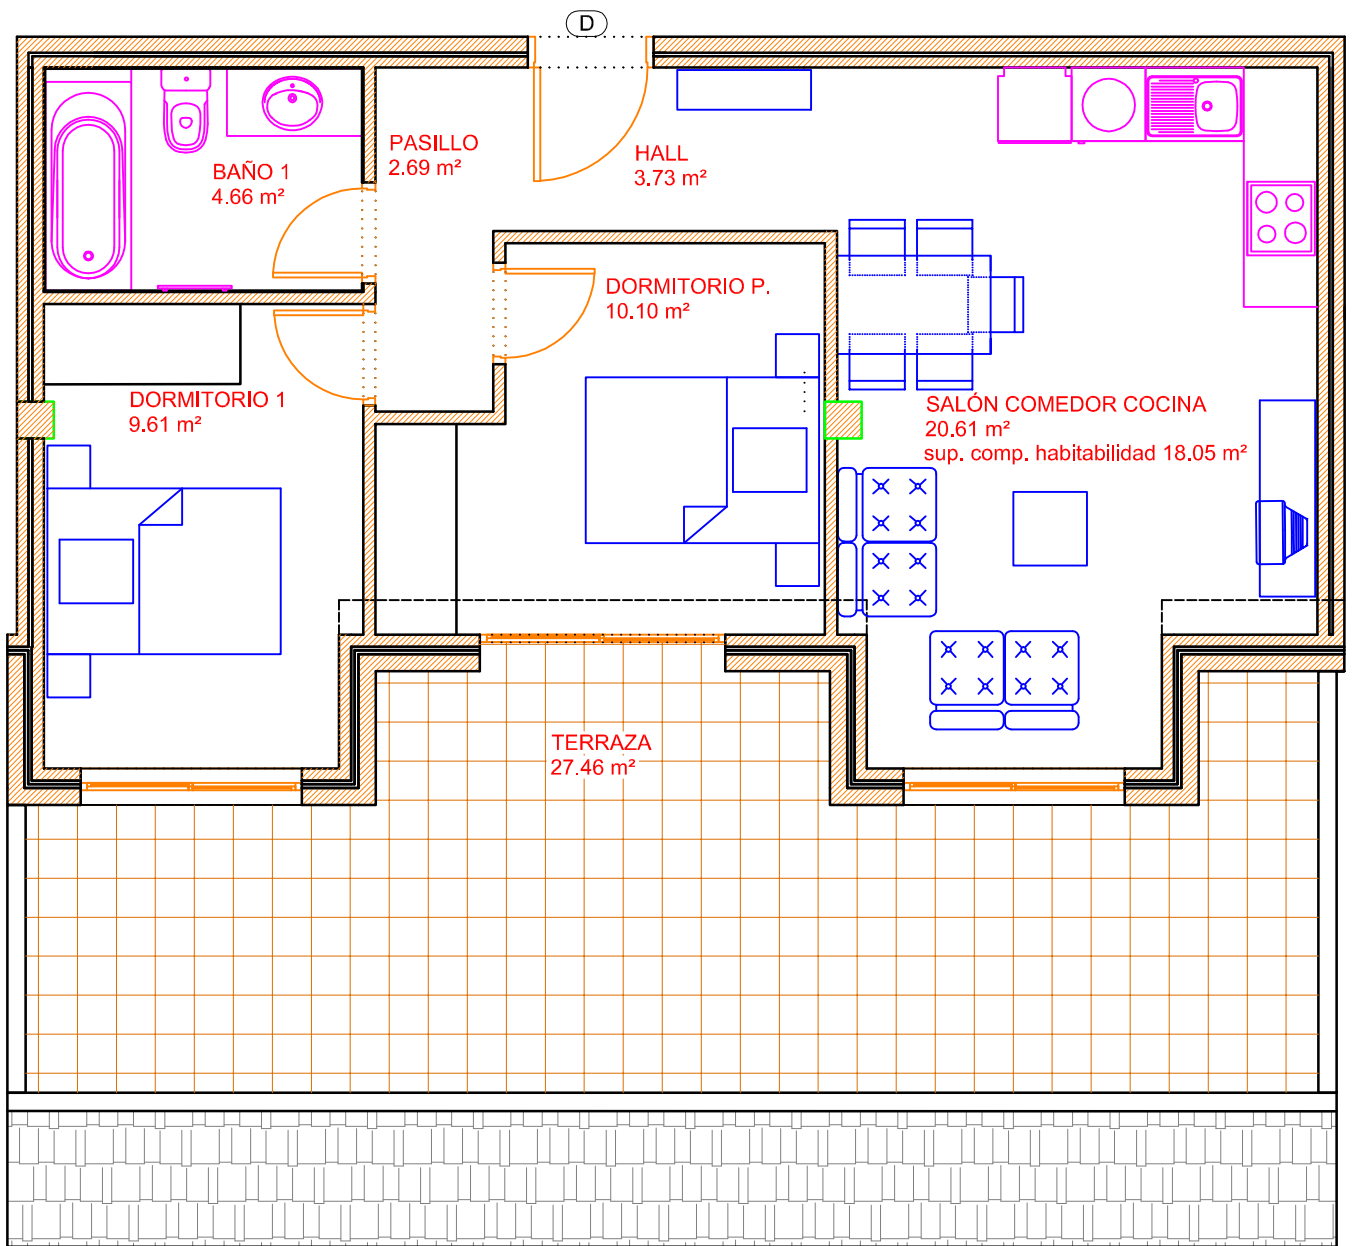 D
PASILLO
2.69 m²
HALL
3.73 m²
BAÑO 1
4.66 m²
DORMITORIO P.
10.10 m²
DORMITORIO 1
9.61 m²
SALÓN COMEDOR COCINA
20.61 m²
sup. comp. habitabilidad 18.05 m²
TERRAZA
27.46 m²